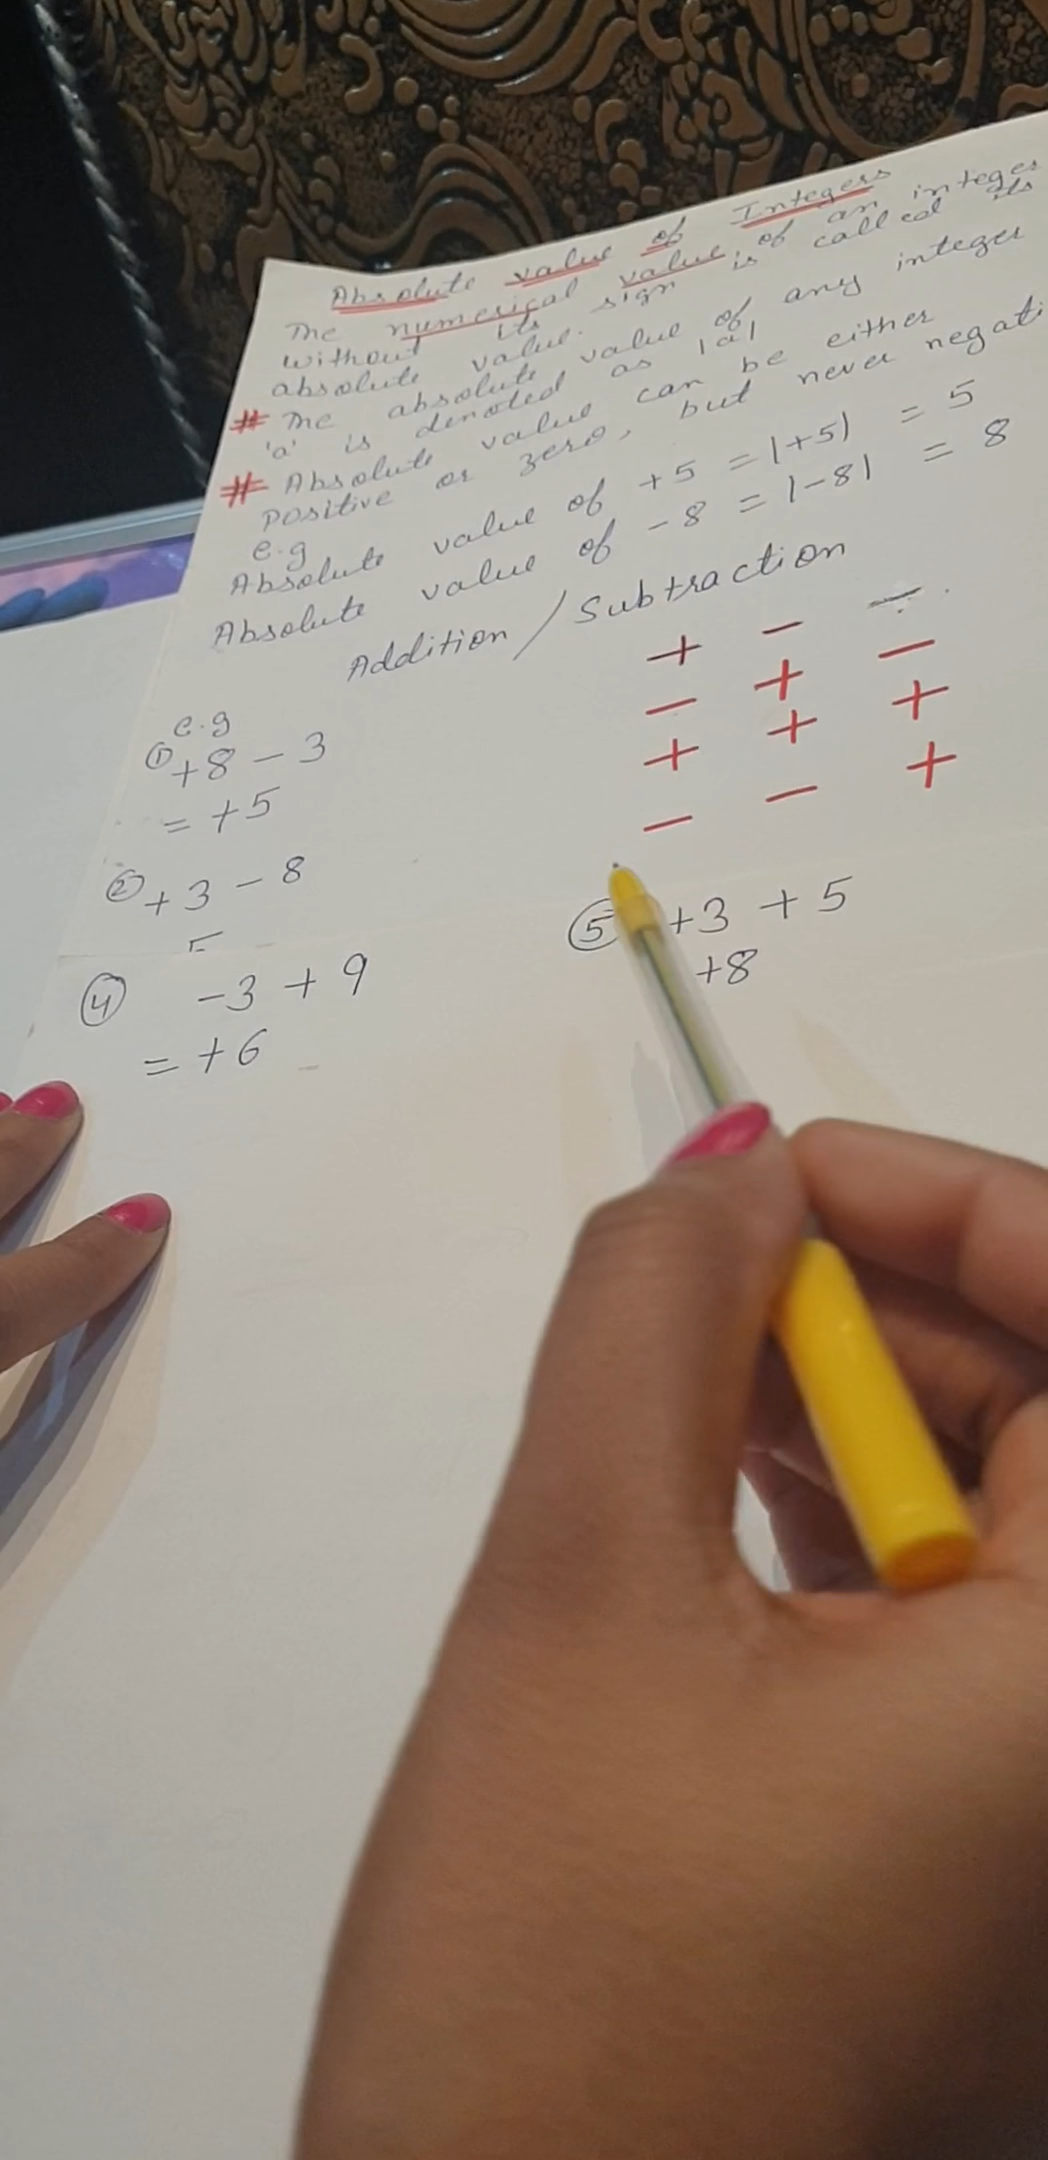 Absolute value of Integers
The numerical value of an integer
without its sign is called its
absolute value.
# The absolute value of any integer
'a' is denoted as |a|
# Absolute value can be either
positive or zero, but never negati
e.g
Absolute value of +5 = |+5| = 5
Absolute value of -8 = |-8| = 8
Addition / Subtraction
+ - -
- + -
+ + +
- - +
e.g
① +8 - 3
= +5
② +3 - 8
④ -3 + 9
= +6
⑤ +3 + 5
+8